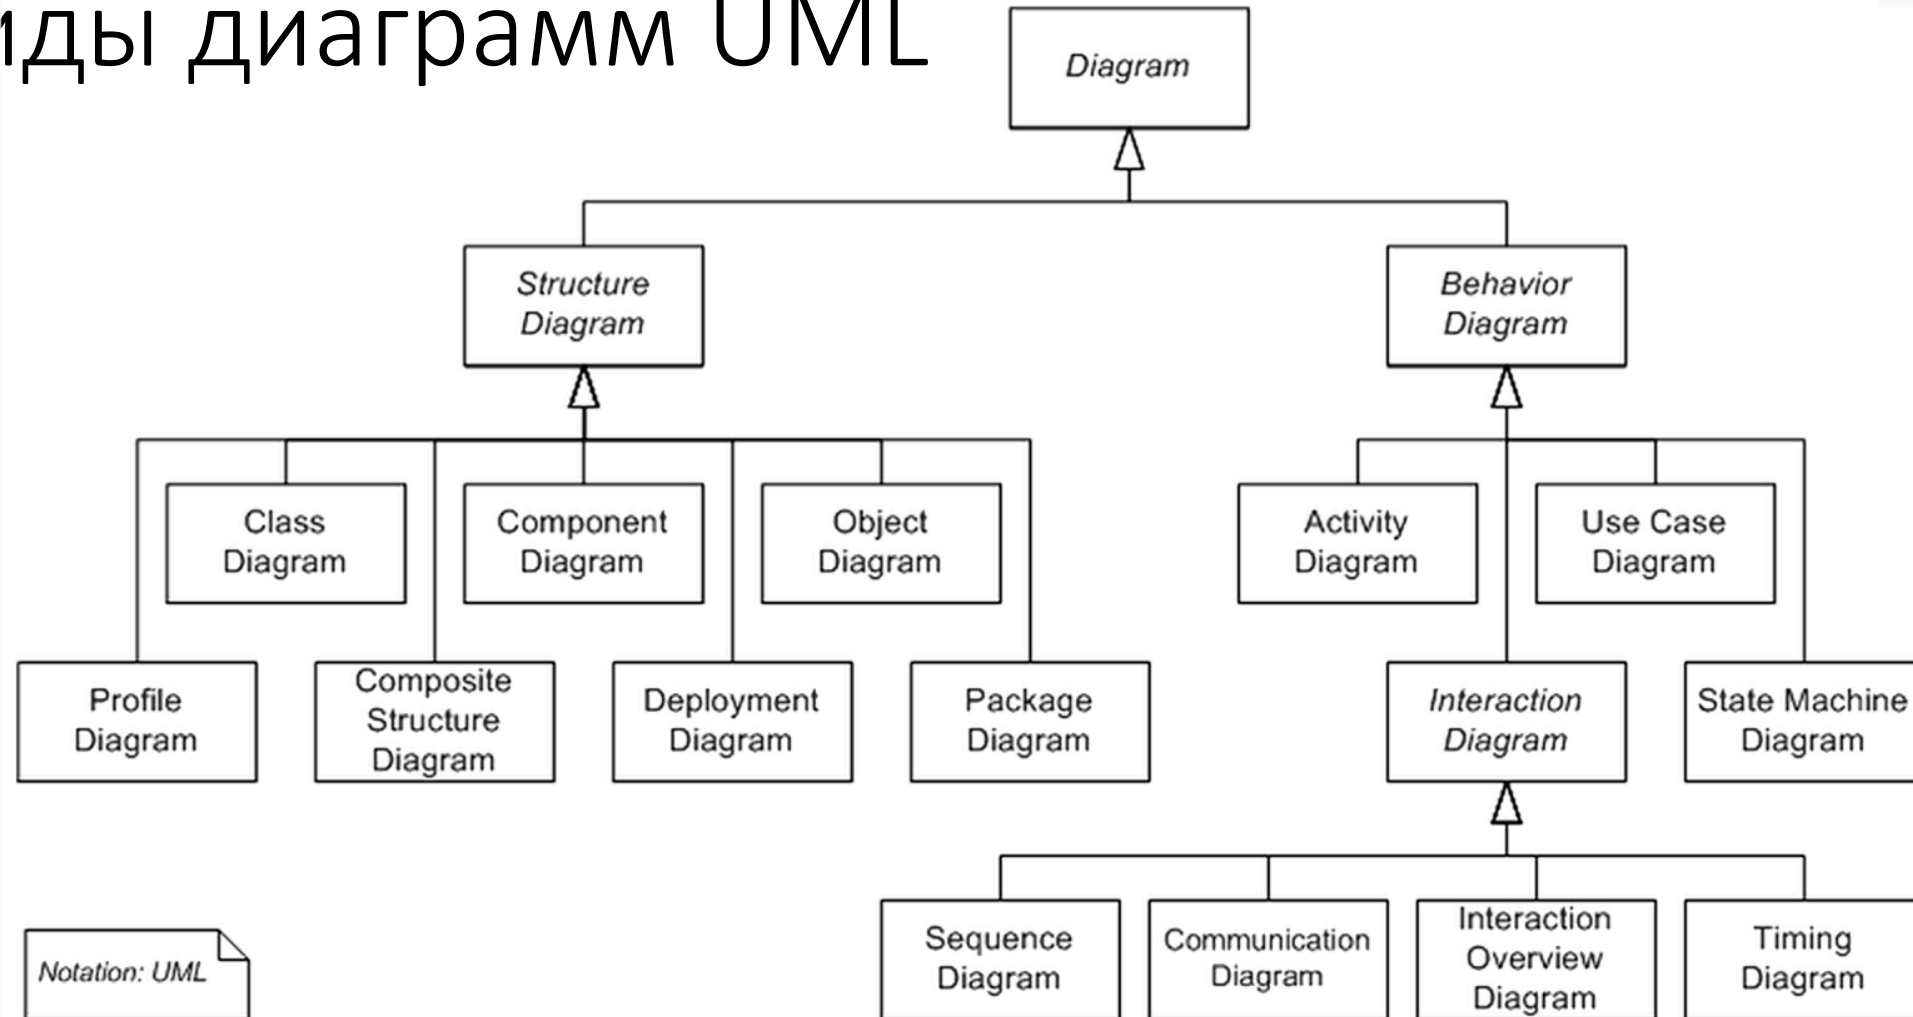 иды диаграмм UML
Diagram
Structure
Diagram
Behavior
Diagram
Class
Diagram
Component
Diagram
Object
Diagram
Activity
Diagram
Use Case
Diagram
Profile
Diagram
Composite
Structure
Diagram
Deployment
Diagram
Package
Diagram
Interaction
Diagram
State Machine
Diagram
Sequence
Diagram
Communication
Diagram
Interaction
Overview
Diagram
Timing
Diagram
Notation: UML